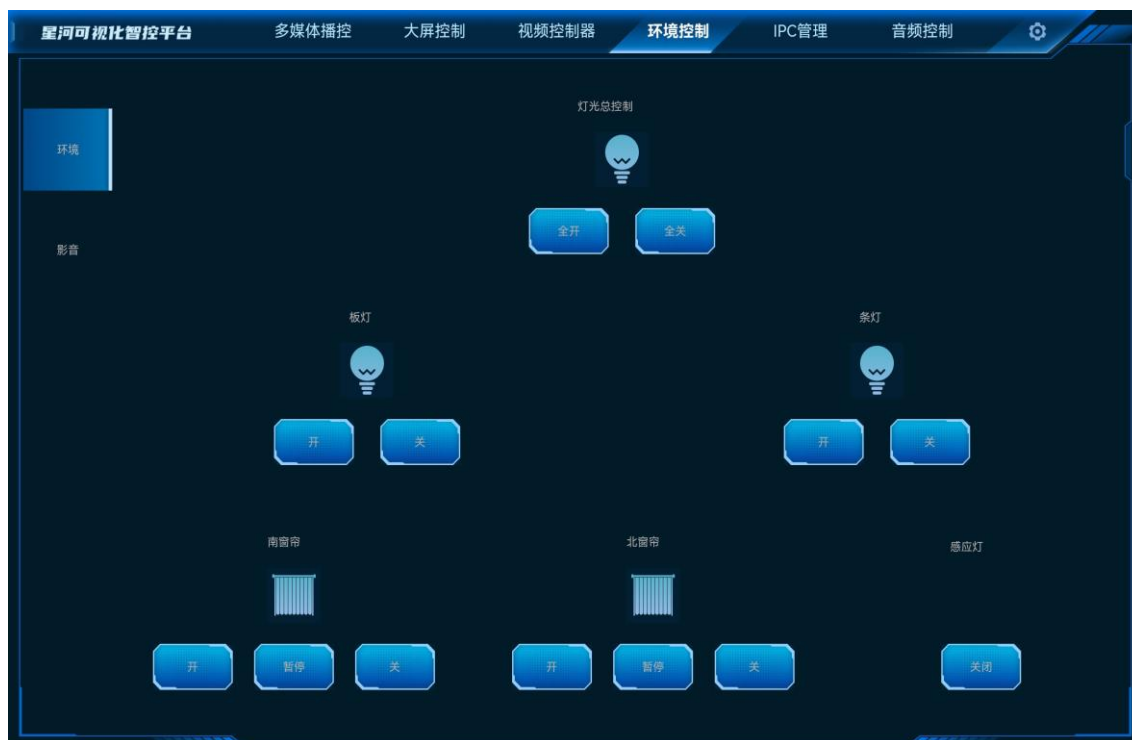 星河可视化智控平台 多媒体播控 大屏控制 视频控制器 环境控制 IPC管理 音频控制
灯光总控制
环境
全开 全关
影音
板灯 条灯
开 关 开 关
南窗帘 北窗帘 感应灯
开 暂停 关 开 暂停 关 关闭